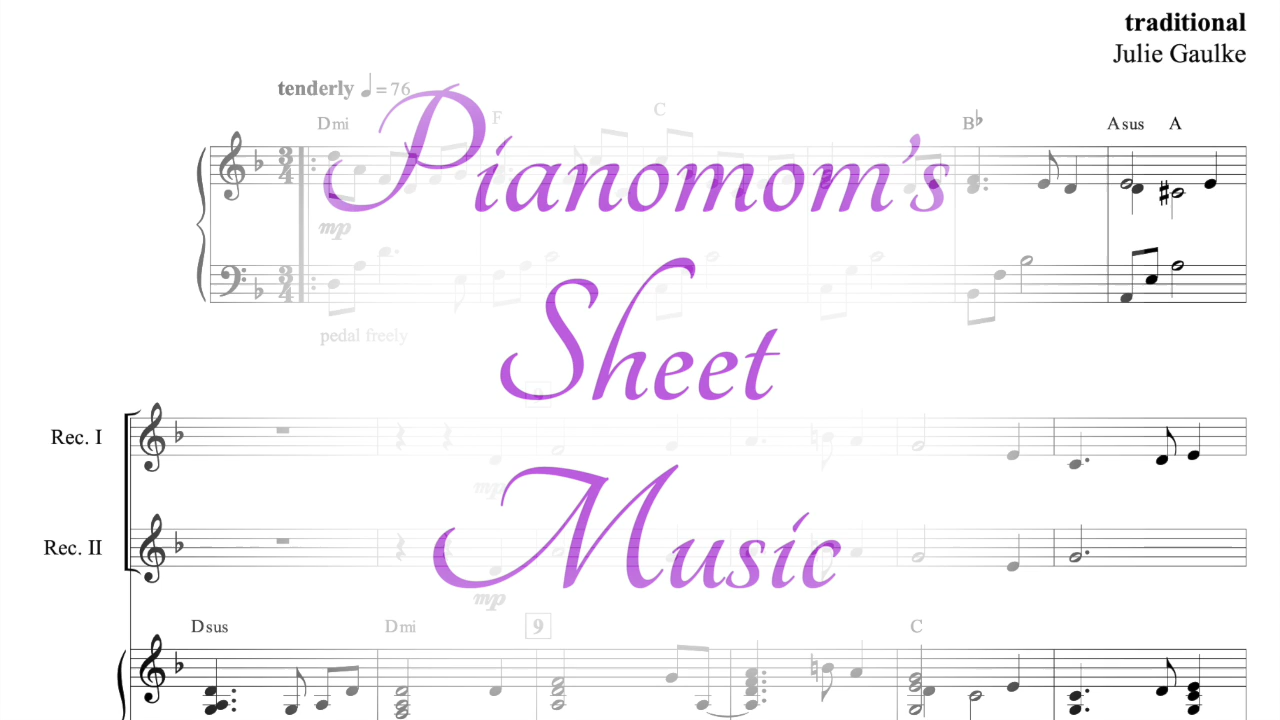 traditional
Julie Gaulke
tenderly ♩ = 76
Dmi F C B♭ Asus A
Pianomom's
mp
pedal freely
Sheet
Rec. I
mp
Music
Rec. II
mp
Dsus Dmi 9 C